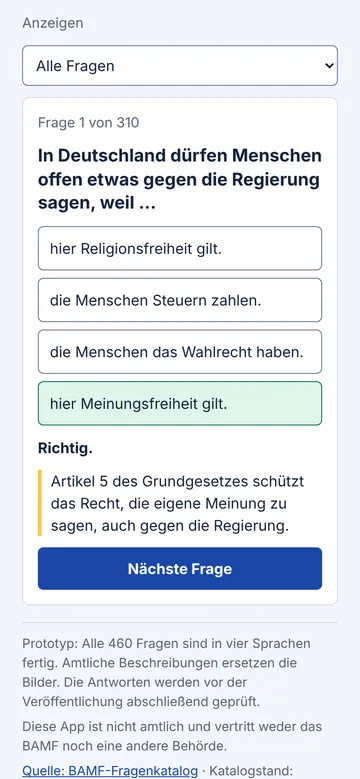 Anzeigen
Alle Fragen
Frage 1 von 310
In Deutschland dürfen Menschen
offen etwas gegen die Regierung
sagen, weil …
hier Religionsfreiheit gilt.
die Menschen Steuern zahlen.
die Menschen das Wahlrecht haben.
hier Meinungsfreiheit gilt.
Richtig.
Artikel 5 des Grundgesetzes schützt
das Recht, die eigene Meinung zu
sagen, auch gegen die Regierung.
Nächste Frage
Prototyp: Alle 460 Fragen sind in vier Sprachen
fertig. Amtliche Beschreibungen ersetzen die
Bilder. Die Antworten werden vor der
Veröffentlichung abschließend geprüft.
Diese App ist nicht amtlich und vertritt weder das
BAMF noch eine andere Behörde.
Quelle: BAMF-Fragenkatalog · Katalogstand: